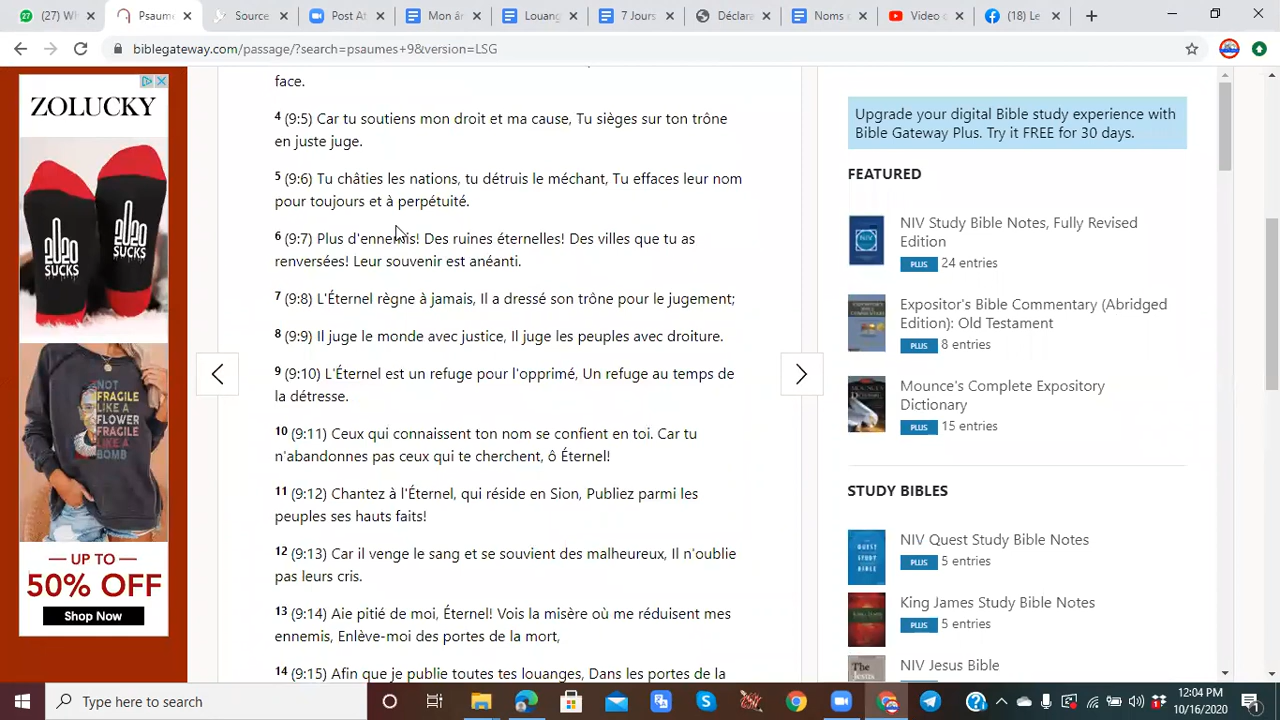 (27) Wh
Psaume
Source
Post At
Mon âr
Louang
7 Jours
Décla
Noms c
Video s
(18) Le
biblegateway.com/passage/?search=psaumes+9&version=LSG
ZOLUCKY
2020
SUCKS
2020
SUCKS
NOT
FRAGILE
LIKE A
FLOWER
FRAGILE
LIKE A
BOMB
UP TO
50% OFF
Shop Now
face.
4 (9:5) Car tu soutiens mon droit et ma cause, Tu sièges sur ton trône
en juste juge.
5 (9:6) Tu châties les nations, tu détruis le méchant, Tu effaces leur nom
pour toujours et à perpétuité.
6 (9:7) Plus d'ennemis! Des ruines éternelles! Des villes que tu as
renversées! Leur souvenir est anéanti.
7 (9:8) L'Éternel règne à jamais, Il a dressé son trône pour le jugement;
8 (9:9) Il juge le monde avec justice, Il juge les peuples avec droiture.
9 (9:10) L'Éternel est un refuge pour l'opprimé, Un refuge au temps de
la détresse.
10 (9:11) Ceux qui connaissent ton nom se confient en toi. Car tu
n'abandonnes pas ceux qui te cherchent, ô Éternel!
11 (9:12) Chantez à l'Éternel, qui réside en Sion, Publiez parmi les
peuples ses hauts faits!
12 (9:13) Car il venge le sang et se souvient des malheureux, Il n'oublie
pas leurs cris.
13 (9:14) Aie pitié de moi, Éternel! Vois la misère où me réduisent mes
ennemis, Enlève-moi des portes de la mort,
14 (9:15) Afin que je publie toutes tes louanges, Dans les portes de la
Upgrade your digital Bible study experience with
Bible Gateway Plus. Try it FREE for 30 days.
FEATURED
NIV Study Bible Notes, Fully Revised
Edition
PLUS 24 entries
Expositor's Bible Commentary (Abridged
Edition): Old Testament
PLUS 8 entries
Mounce's Complete Expository
Dictionary
PLUS 15 entries
STUDY BIBLES
NIV Quest Study Bible Notes
PLUS 5 entries
King James Study Bible Notes
PLUS 5 entries
NIV Jesus Bible
Type here to search
12:04 PM
10/16/2020